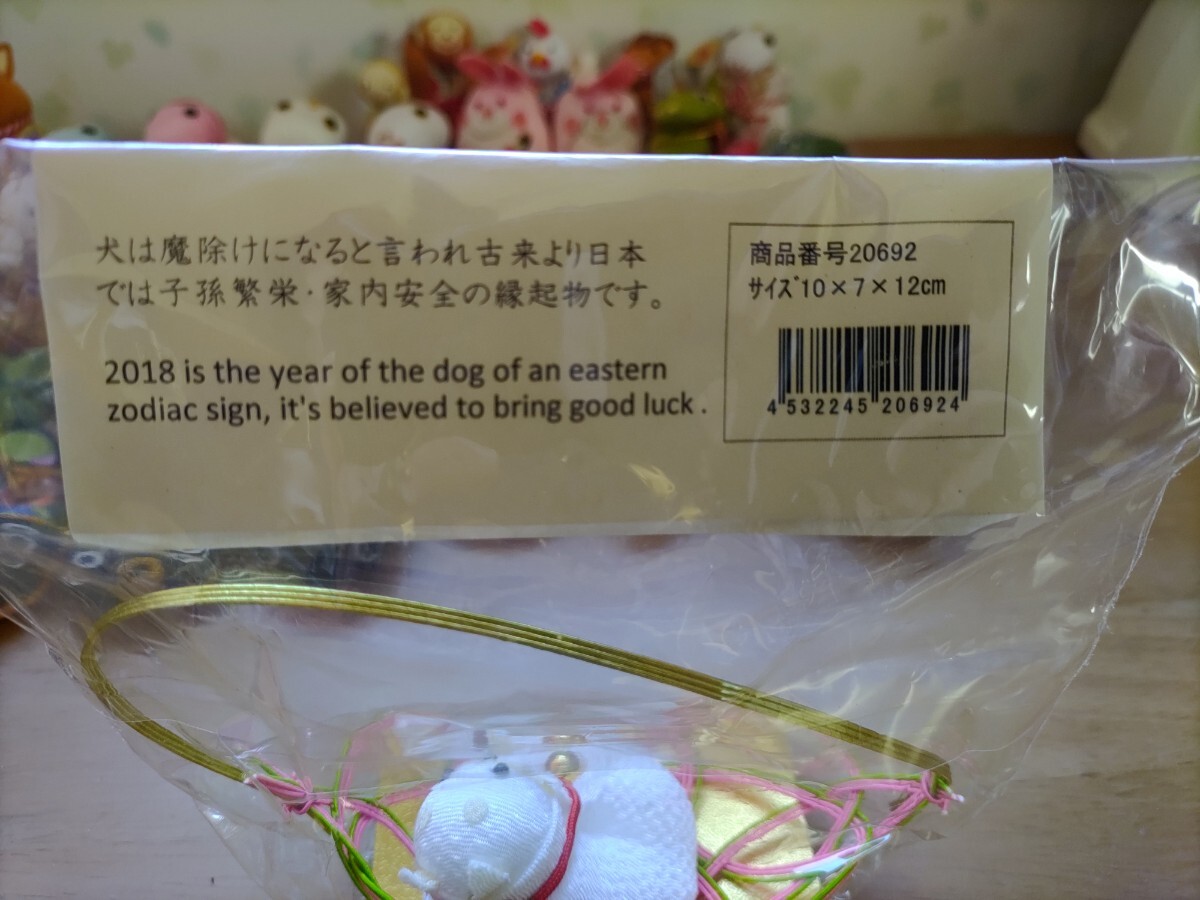 犬は魔除けになると言われ古来より日本
では子孫繁栄・家内安全の縁起物です。
2018 is the year of the dog of an eastern
zodiac sign, it's believed to bring good luck .
商品番号20692
サイズ10×7×12cm
4 532245 206924